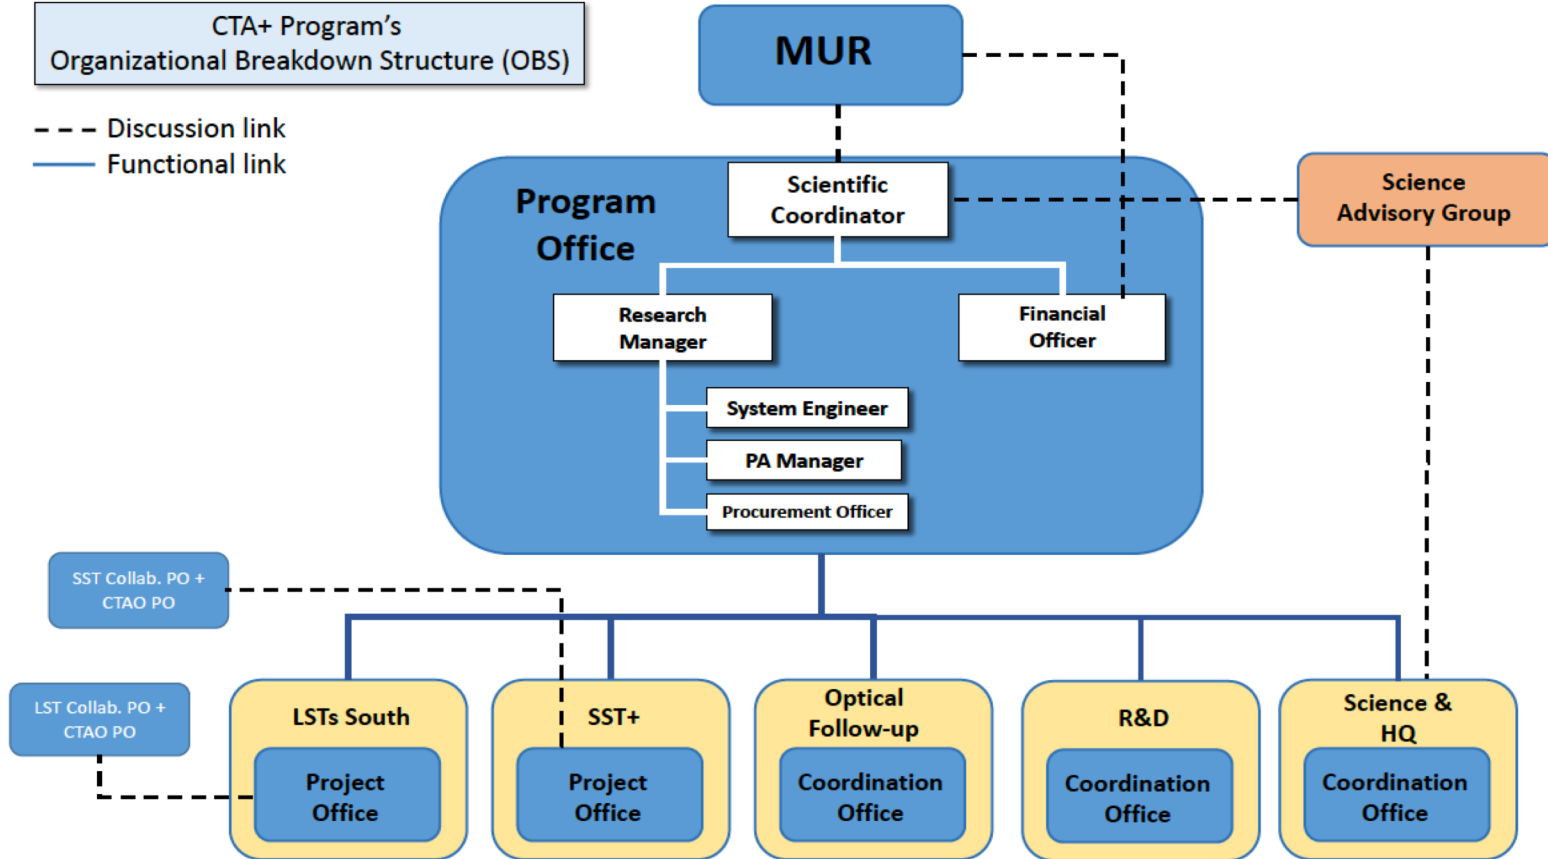 CTA+ Program’s
Organizational Breakdown Structure (OBS)
Discussion link
Functional link
MUR
Program
Office
Scientific
Coordinator
Science
Advisory Group
Research
Manager
Financial
Officer
System Engineer
PA Manager
Procurement Officer
SST Collab. PO +
CTAO PO
LST Collab. PO +
CTAO PO
LSTs South
Project
Office
SST+
Project
Office
Optical
Follow-up
Coordination
Office
R&D
Coordination
Office
Science &
HQ
Coordination
Office